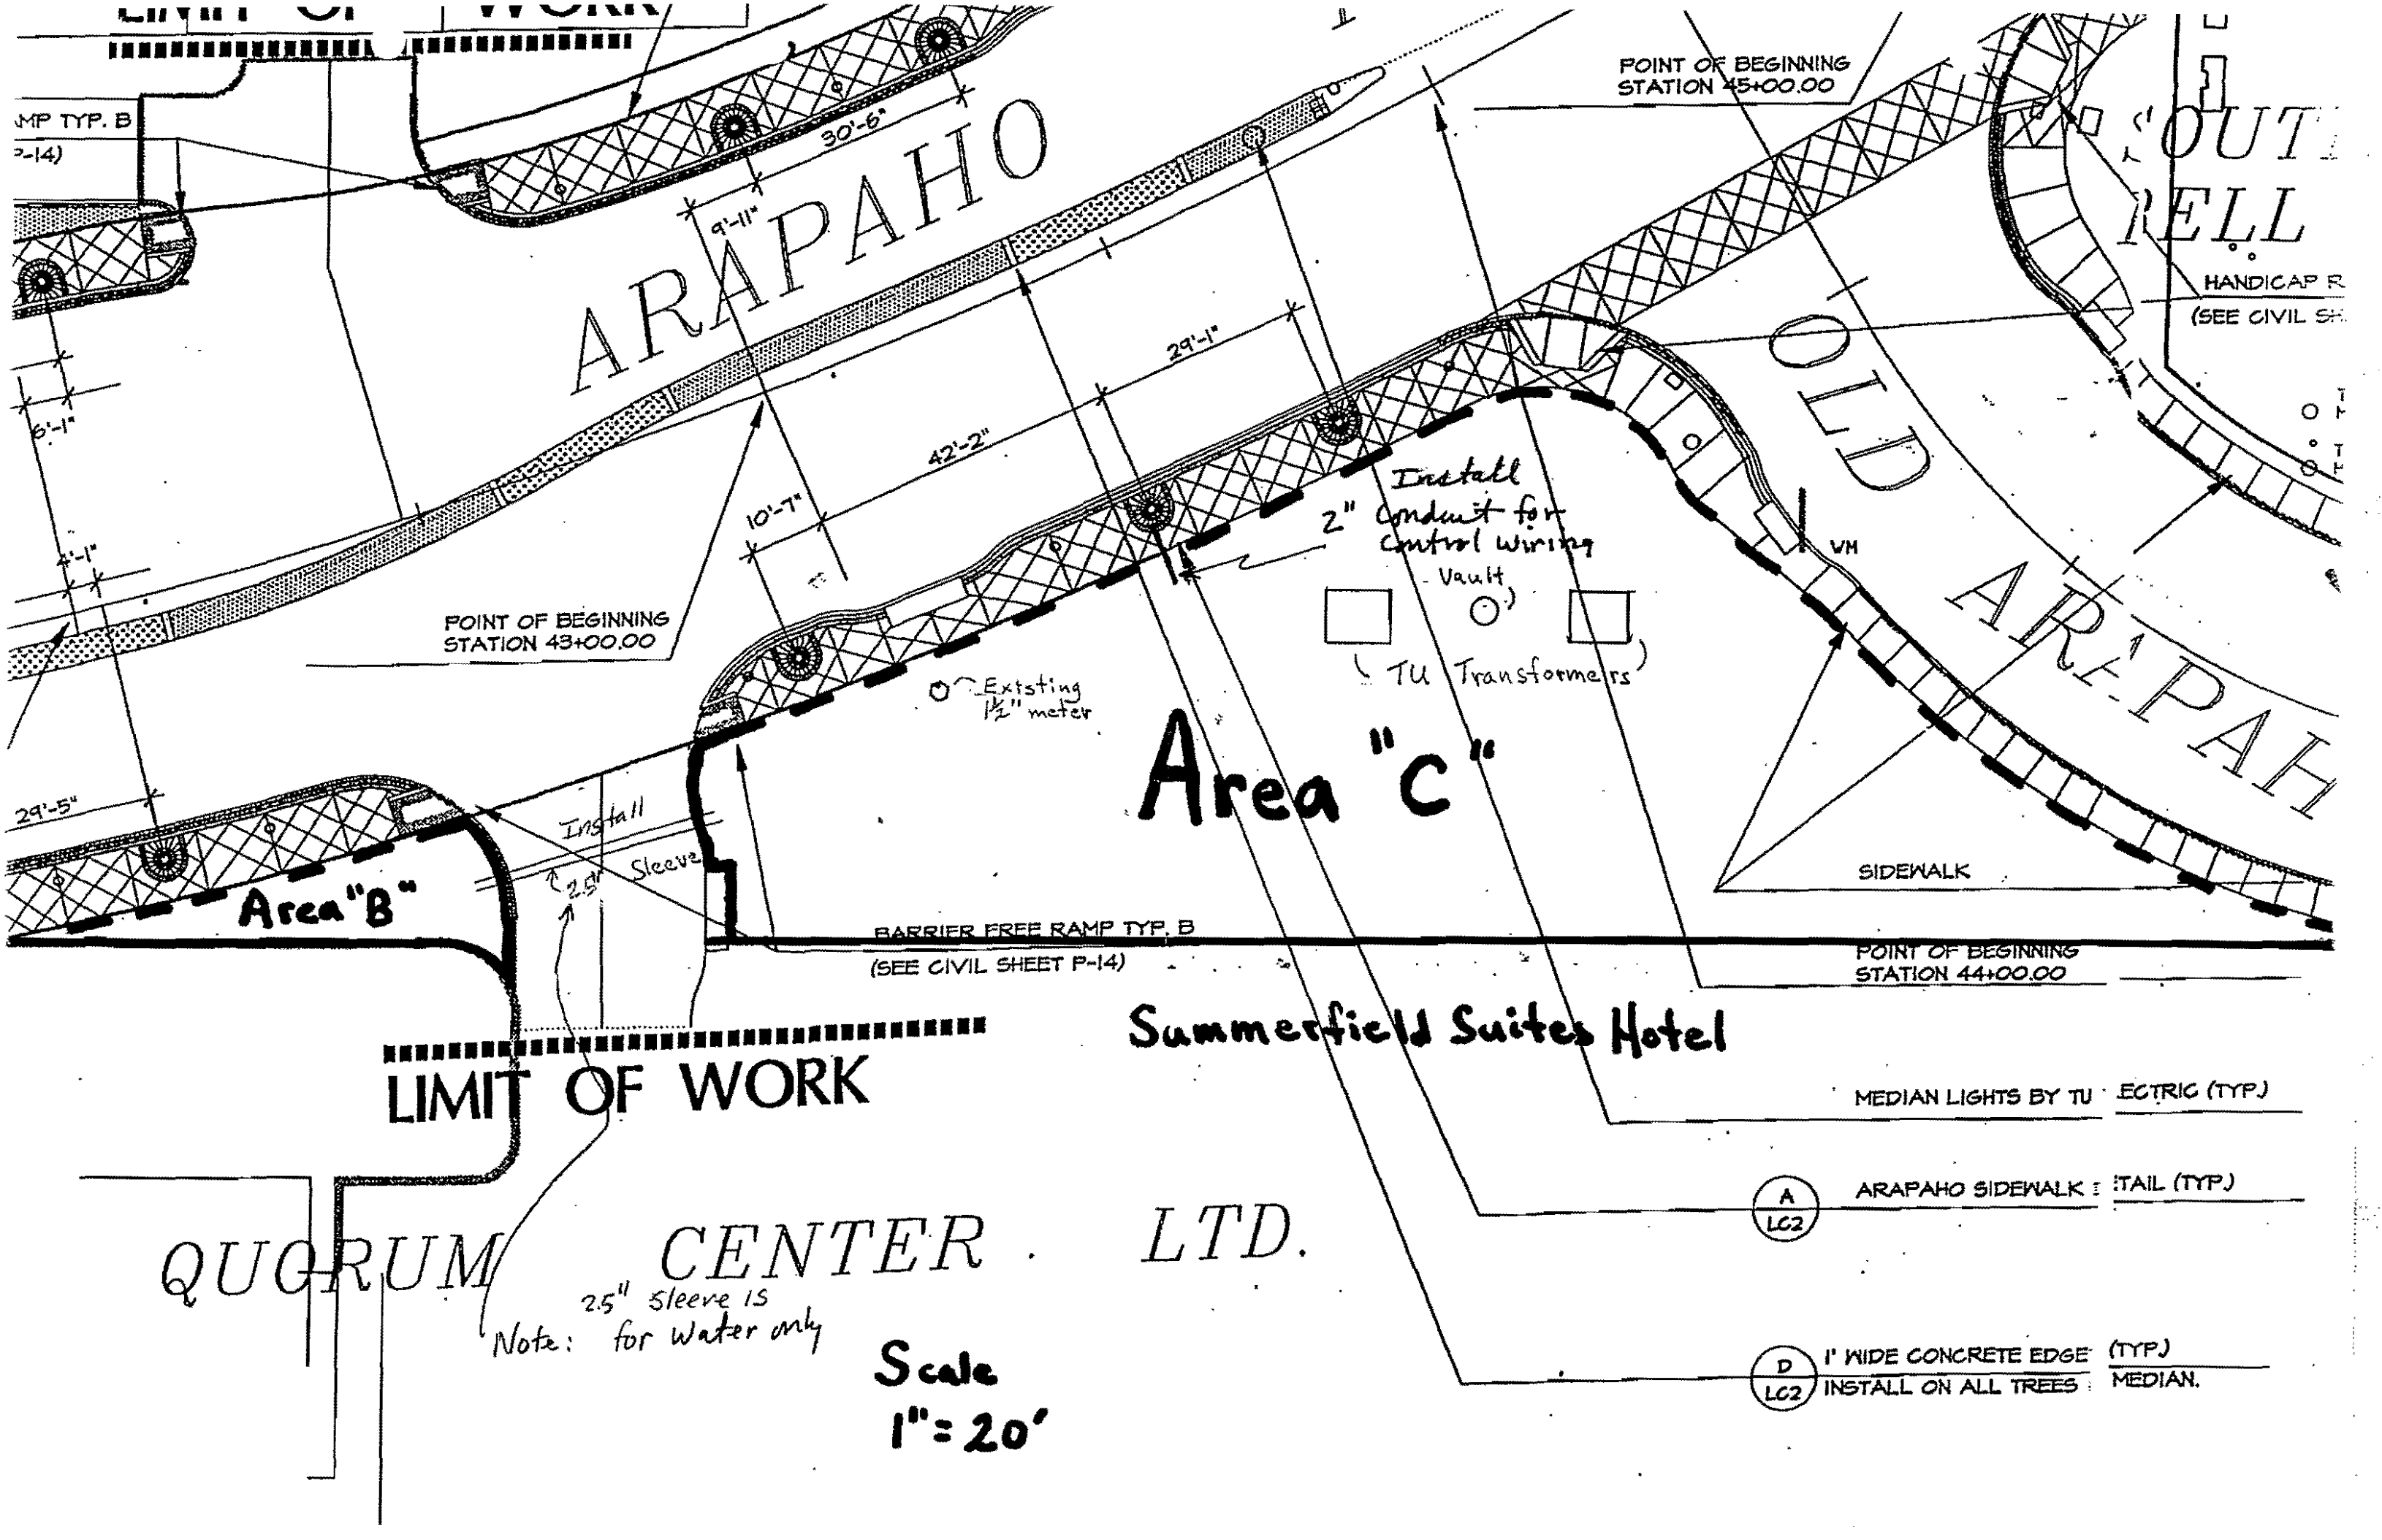 LIMIT OF WORK
POINT OF BEGINNING
STATION 45+00.00
TYP. B
P-14)
30'-6"
9'-11"
ARAPAHO
HANDICAP R
(SEE CIVIL SH
6'-1"
29'-1"
42'-2"
10'-7"
4'-1"
OLD
ARAPAH
Install
2" Conduit for
Control Wiring
Vault
WM
TU Transformers
POINT OF BEGINNING
STATION 43+00.00
Existing
1½" meter
Area "C"
29'-5"
Install
2.5" Sleeve
Area "B"
SIDEWALK
BARRIER FREE RAMP TYP. B
(SEE CIVIL SHEET P-14)
POINT OF BEGINNING
STATION 44+00.00
Summerfield Suites Hotel
LIMIT OF WORK
MEDIAN LIGHTS BY TU ECTRIC (TYP.)
A
LC2
ARAPAHO SIDEWALK TAIL (TYP.)
QUORUM CENTER LTD.
2.5" Sleeve is
Note: for Water only
Scale
1"=20'
D
LC2
1' WIDE CONCRETE EDGE (TYP.)
INSTALL ON ALL TREES MEDIAN.